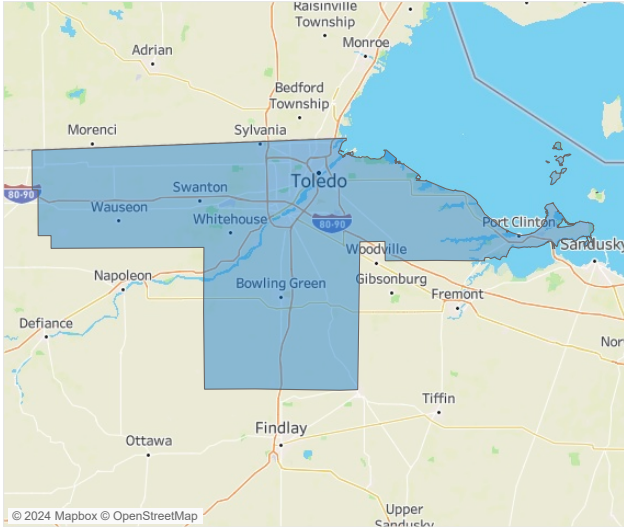 Raisinville
Township
Adrian
Monroe
Bedford
Township
Morenci
Sylvania
Toledo
80-90
Swanton
Wauseon
Whitehouse
80-90
Port Clinton
Woodville
Sandusky
Napoleon
Bowling Green
Gibsonburg
Fremont
Defiance
Nor
Tiffin
Findlay
Ottawa
Upper
Sandusky
© 2024 Mapbox © OpenStreetMap